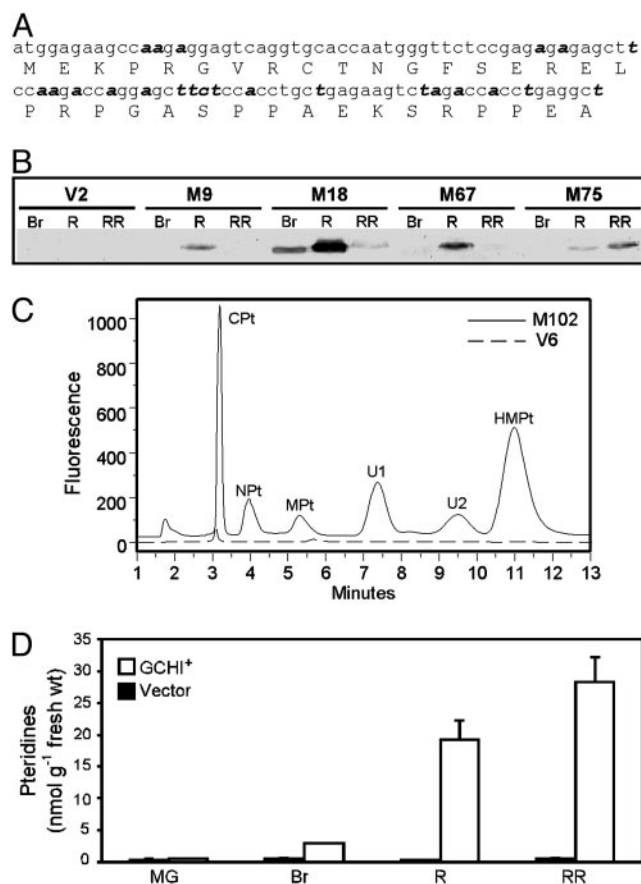 A
atggagaagccaagaggagtcaggtgcaccaatgggttctccgagagagagctt
M E K P R G V R C T N G F S E R E L
ccaagaccaggagcttctccacctgctgagaagtctagaccacctgaggct
P R P G A S P P A E K S R P P E A
B
V2 M9 M18 M67 M75
Br R RR Br R RR Br R RR Br R RR Br R RR
C
Fluorescence
1000
800
600
400
200
0
CPt
NPt
MPt
U1
U2
HMPt
M102
V6
1 2 3 4 5 6 7 8 9 10 11 12 13
Minutes
D
Pteridines
(nmol g⁻¹ fresh wt)
35
30
25
20
15
10
5
0
GCHI⁺
Vector
MG Br R RR